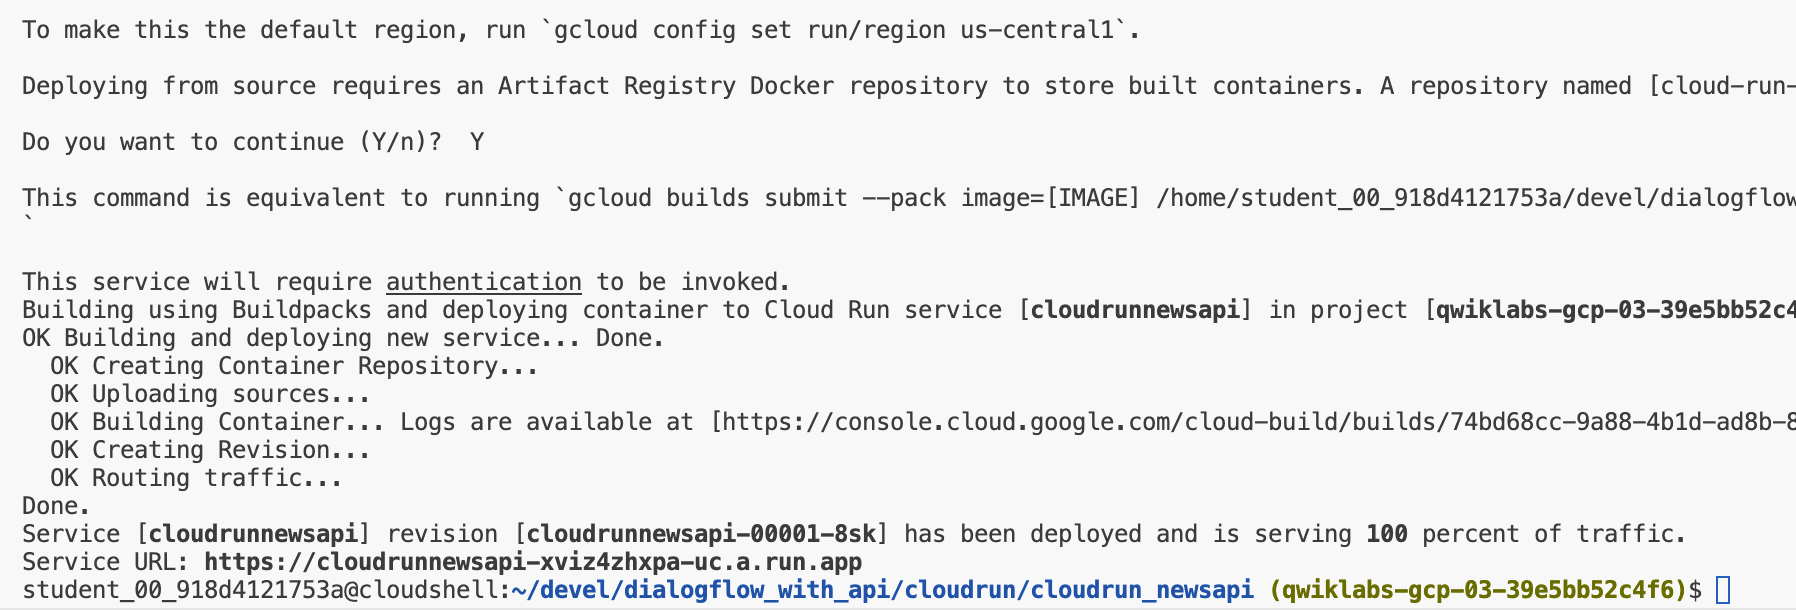 To make this the default region, run `gcloud config set run/region us-central1`.
Deploying from source requires an Artifact Registry Docker repository to store built containers. A repository named [cloud-run-
Do you want to continue (Y/n)?  Y
This command is equivalent to running `gcloud builds submit --pack image=[IMAGE] /home/student_00_918d4121753a/devel/dialogflow
`
This service will require authentication to be invoked.
Building using Buildpacks and deploying container to Cloud Run service [cloudrunnewsapi] in project [qwiklabs-gcp-03-39e5bb52c4
OK Building and deploying new service... Done.
  OK Creating Container Repository...
  OK Uploading sources...
  OK Building Container... Logs are available at [https://console.cloud.google.com/cloud-build/builds/74bd68cc-9a88-4b1d-ad8b-8
  OK Creating Revision...
  OK Routing traffic...
Done.
Service [cloudrunnewsapi] revision [cloudrunnewsapi-00001-8sk] has been deployed and is serving 100 percent of traffic.
Service URL: https://cloudrunnewsapi-xviz4zhxpa-uc.a.run.app
student_00_918d4121753a@cloudshell:~/devel/dialogflow_with_api/cloudrun/cloudrun_newsapi (qwiklabs-gcp-03-39e5bb52c4f6)$